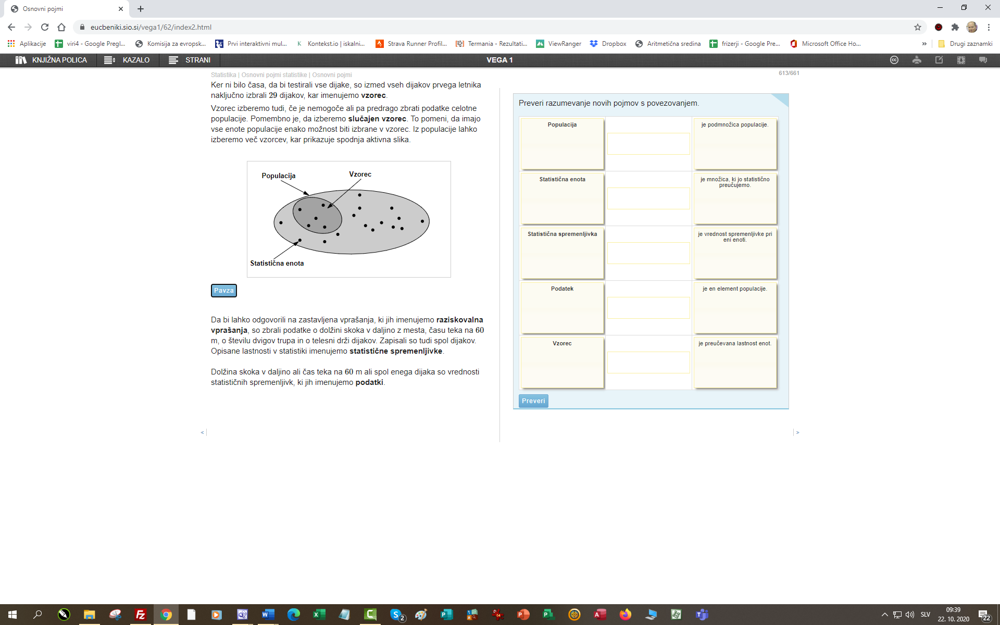 Osnovni pojmi
eucbeniki.sio.si/vega1/62/index2.html
Aplikacije
viri4 - Google Pregl...
Komisija za evropsk...
Prvi interaktivni mul...
Kontekst.io | iskalni...
Strava Runner Profil...
Termania - Rezultati...
ViewRanger
Dropbox
Aritmetična sredina
frizerji - Google Pre...
Microsoft Office Ho...
»
Drugi zaznamki
KNJIŽNA POLICA
KAZALO
STRANI
VEGA 1
Statistika | Osnovni pojmi statistike | Osnovni pojmi
613/661
Ker ni bilo časa, da bi testirali vse dijake, so izmed vseh dijakov prvega letnika
naključno izbrali 29 dijakov, kar imenujemo vzorec.
Vzorec izberemo tudi, če je nemogoče ali pa predrago zbrati podatke celotne
populacije. Pomembno je, da izberemo slučajen vzorec. To pomeni, da imajo
vse enote populacije enako možnost biti izbrane v vzorec. Iz populacije lahko
izberemo več vzorcev, kar prikazuje spodnja aktivna slika.
Populacija
Vzorec
Statistična enota
Pavza
Da bi lahko odgovorili na zastavljena vprašanja, ki jih imenujemo raziskovalna
vprašanja, so zbrali podatke o dolžini skoka v daljino z mesta, času teka na 60
m, o številu dvigov trupa in o telesni drži dijakov. Zapisali so tudi spol dijakov.
Opisane lastnosti v statistiki imenujemo statistične spremenljivke.
Dolžina skoka v daljino ali čas teka na 60 m ali spol enega dijaka so vrednosti
statističnih spremenljivk, ki jih imenujemo podatki.
<
Preveri razumevanje novih pojmov s povezovanjem.
Populacija
je podmnožica populacije.
Statistična enota
je množica, ki jo statistično
preučujemo.
Statistična spremenljivka
je vrednost spremenljivke pri
eni enoti.
Podatek
je en element populacije.
Vzorec
je preučevana lastnost enot.
Preveri
>
SLV
09:39
22. 10. 2020
22
2